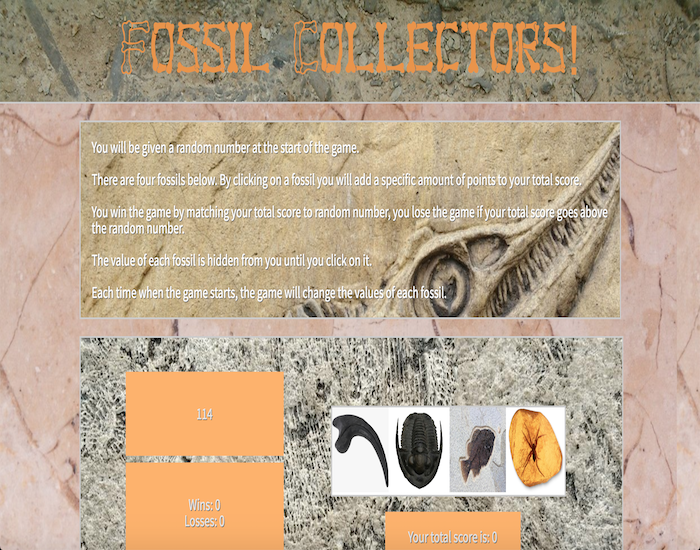 Fossil Collectors!
You will be given a random number at the start of the game.
There are four fossils below. By clicking on a fossil you will add a specific amount of points to your total score.
You win the game by matching your total score to random number, you lose the game if your total score goes above
the random number.
The value of each fossil is hidden from you until you click on it.
Each time when the game starts, the game will change the values of each fossil.
114
Wins: 0
Losses: 0
Your total score is: 0